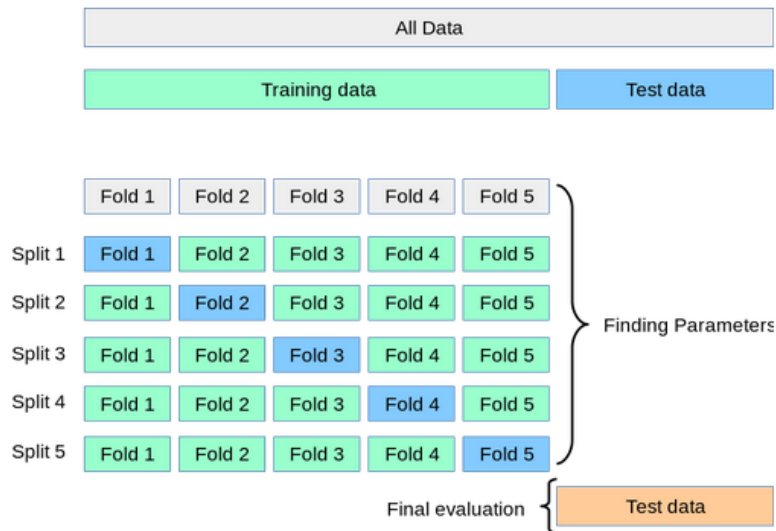 All Data
Training data Test data
Fold 1 Fold 2 Fold 3 Fold 4 Fold 5
Split 1 Fold 1 Fold 2 Fold 3 Fold 4 Fold 5
Split 2 Fold 1 Fold 2 Fold 3 Fold 4 Fold 5
Finding Parameters
Split 3 Fold 1 Fold 2 Fold 3 Fold 4 Fold 5
Split 4 Fold 1 Fold 2 Fold 3 Fold 4 Fold 5
Split 5 Fold 1 Fold 2 Fold 3 Fold 4 Fold 5
Final evaluation Test data